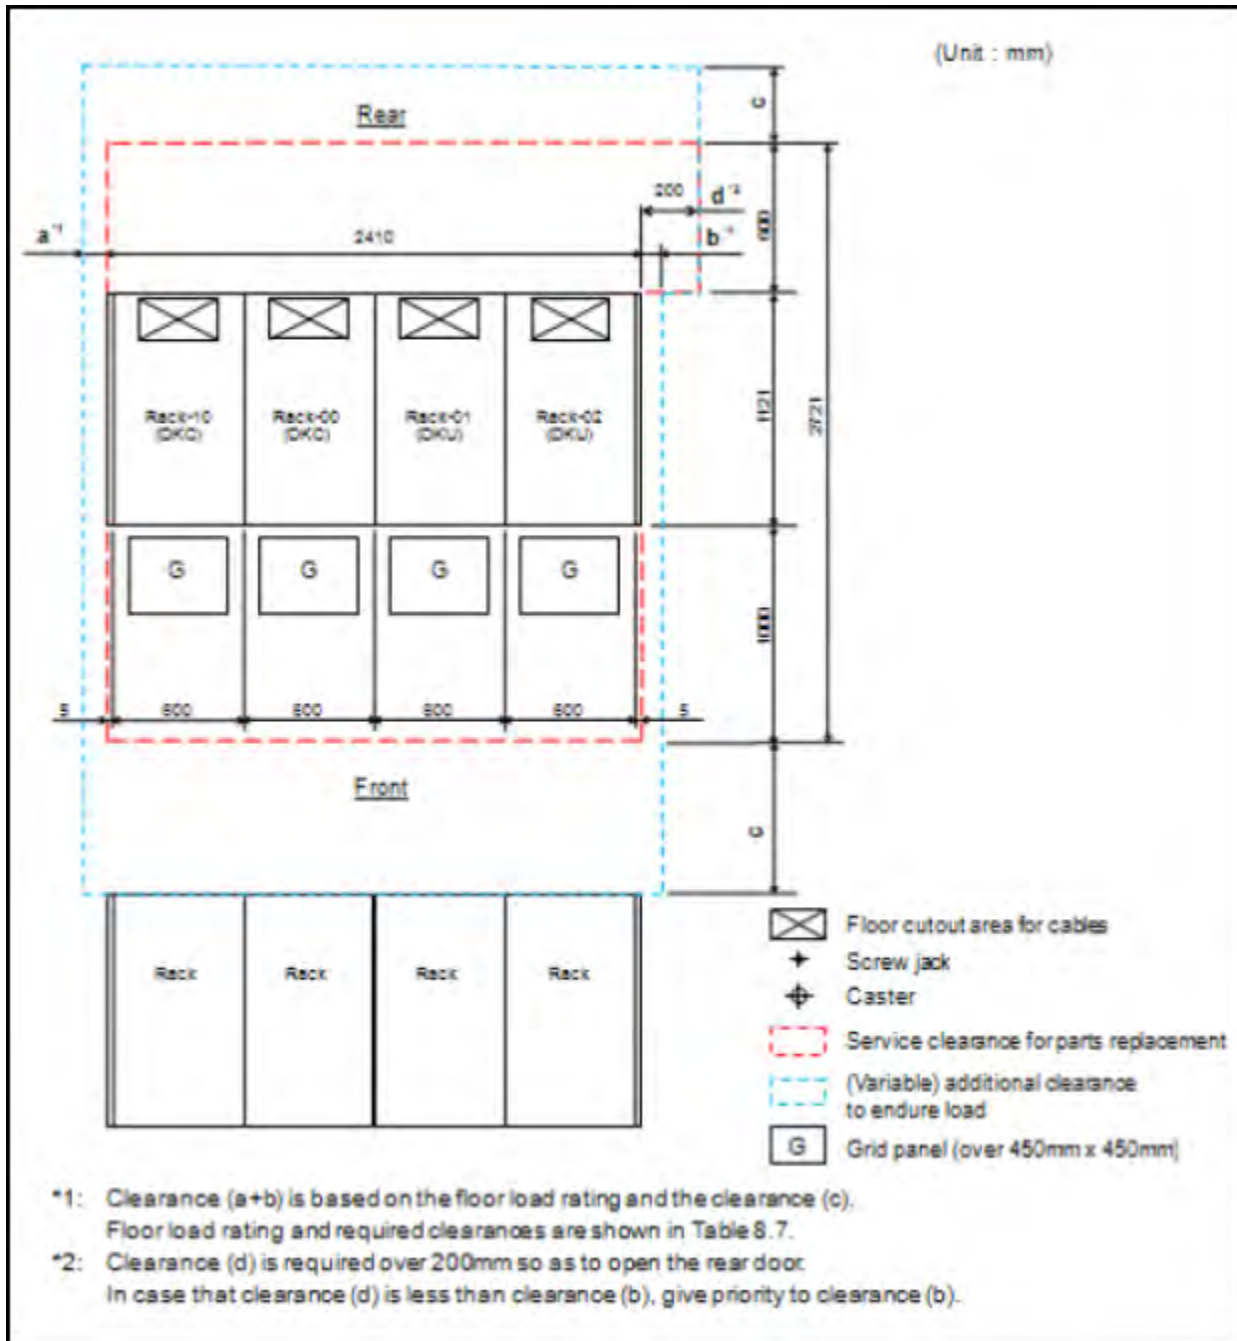 (Unit : mm)
c
Rear
200 d*2
600
a*1 2410 b*1
Rack-10 Rack-00 Rack-01 Rack-02
(DKC) (DKC) (DKU) (DKU)
1121
2721
G G G G
1000
5 600 600 600 600 5
Front
c
Rack Rack Rack Rack
Floor cutout area for cables
Screw jack
Caster
Service clearance for parts replacement
(Variable) additional clearance
to endure load
G Grid panel (over 450mm x 450mm)
*1: Clearance (a+b) is based on the floor load rating and the clearance (c).
Floor load rating and required clearances are shown in Table 8.7.
*2: Clearance (d) is required over 200mm so as to open the rear door.
In case that clearance (d) is less than clearance (b), give priority to clearance (b).